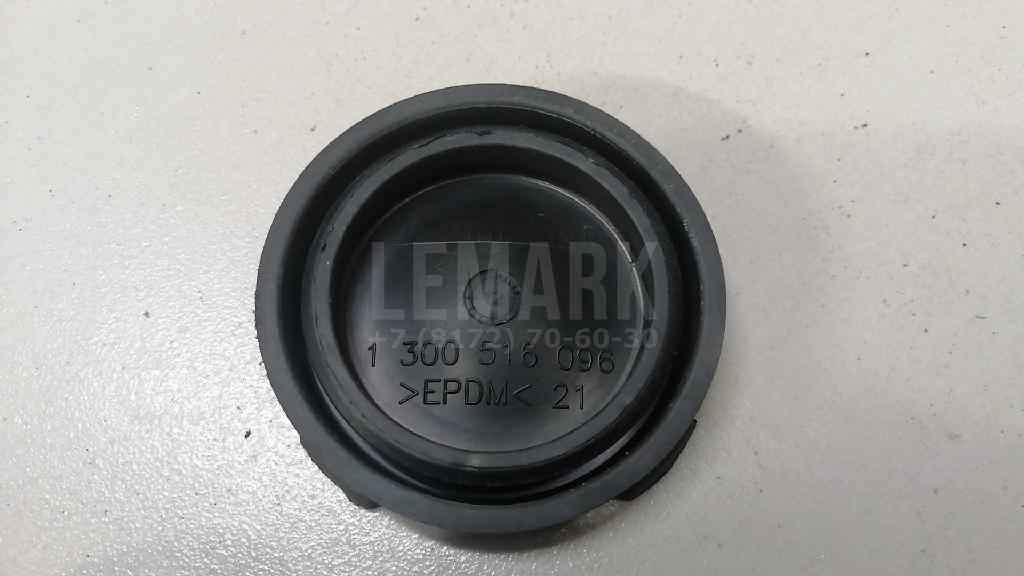 LEMARK
+7 (8172) 70-60-30
1 300 516 096
>EPDM< 21